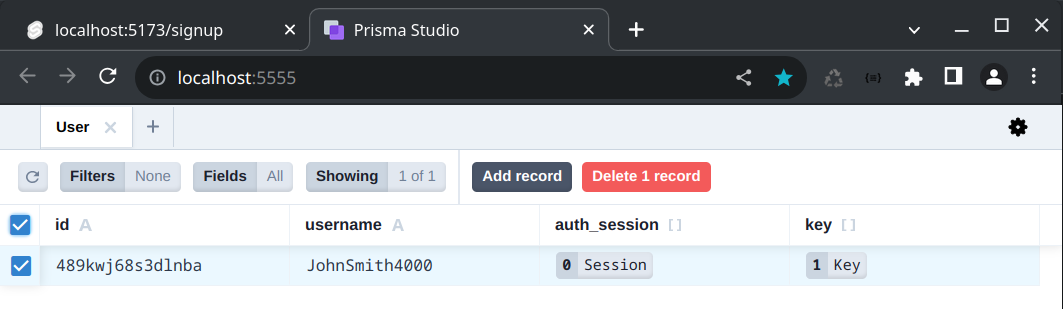 localhost:5173/signup Prisma Studio
localhost:5555
User
Filters None Fields All Showing 1 of 1 Add record Delete 1 record
id A username A auth_session [] key []
489kwj68s3dlnba JohnSmith4000 0 Session 1 Key